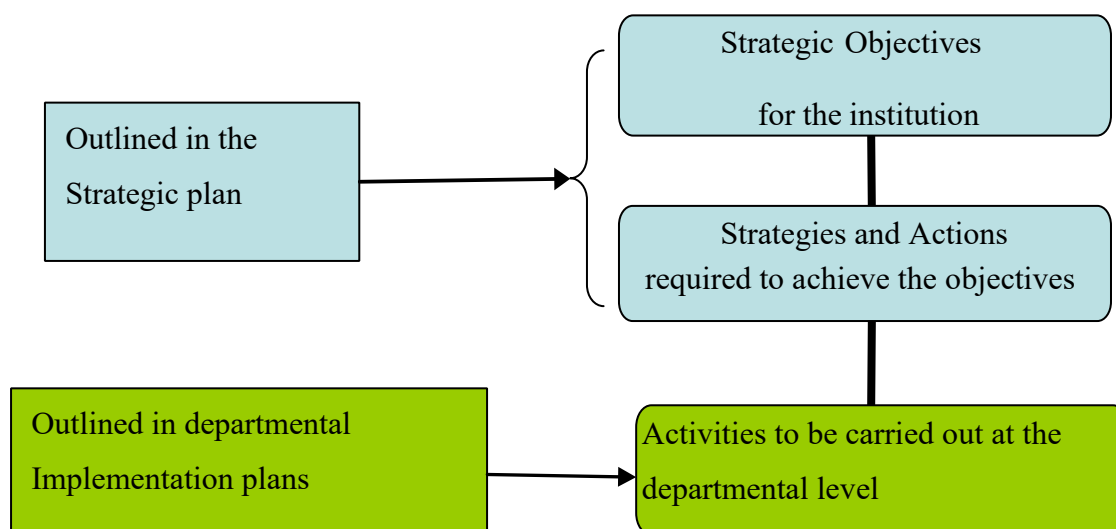 Strategic Objectives
for the institution
Outlined in the
Strategic plan
Strategies and Actions
required to achieve the objectives
Outlined in departmental
Implementation plans
Activities to be carried out at the
departmental level